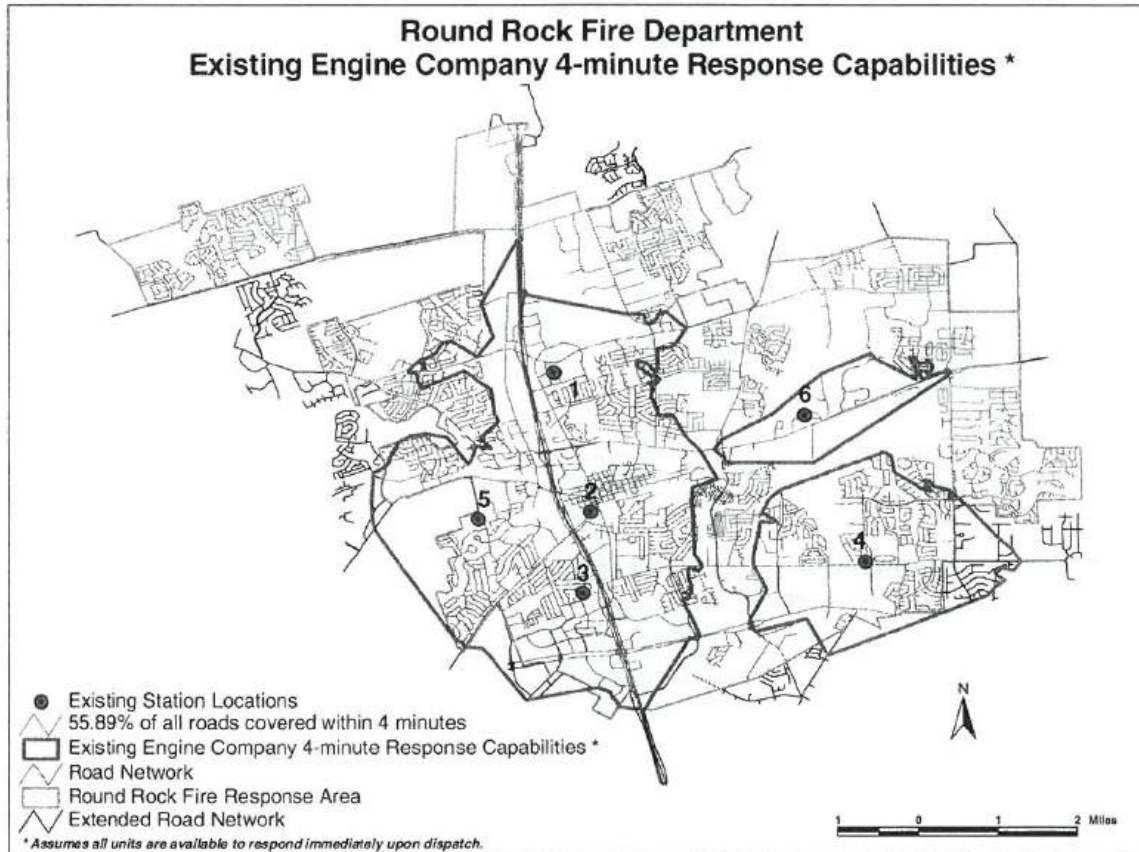 Round Rock Fire Department
Existing Engine Company 4-minute Response Capabilities *
1
6
2
5
4
3
N
Existing Station Locations
55.89% of all roads covered within 4 minutes
Existing Engine Company 4-minute Response Capabilities *
Road Network
Round Rock Fire Response Area
Extended Road Network
* Assumes all units are available to respond immediately upon dispatch.
1 0 1 2 Miles